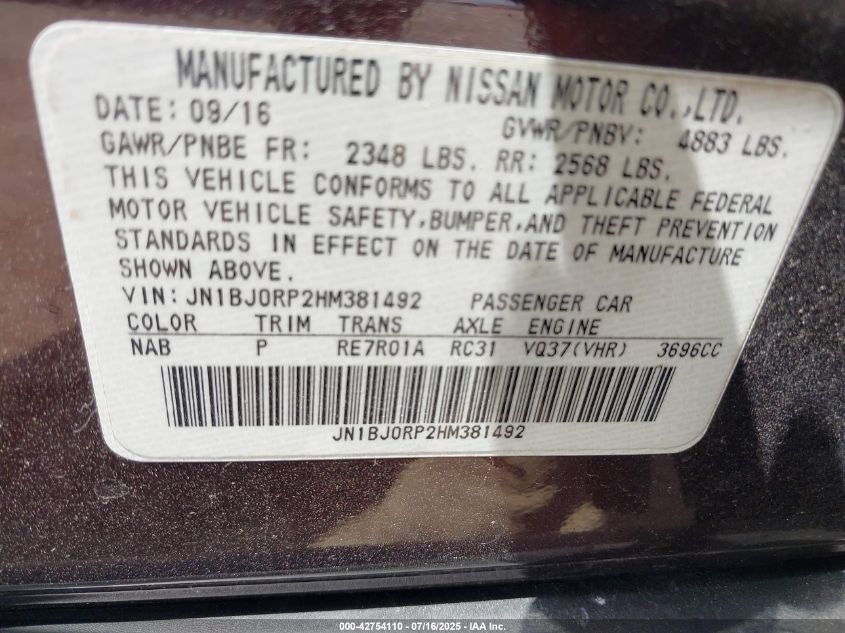 MANUFACTURED BY NISSAN MOTOR CO.,LTD.
DATE: 09/16 GVWR/PNBV: 4883 LBS.
GAWR/PNBE FR: 2348 LBS. RR: 2568 LBS.
THIS VEHICLE CONFORMS TO ALL APPLICABLE FEDERAL
MOTOR VEHICLE SAFETY,BUMPER,AND THEFT PREVENTION
STANDARDS IN EFFECT ON THE DATE OF MANUFACTURE
SHOWN ABOVE.
VIN:JN1BJ0RP2HM381492 PASSENGER CAR
COLOR TRIM TRANS AXLE ENGINE
NAB P RE7R01A RC31 VQ37(VHR) 3696CC
JN1BJ0RP2HM381492
000-42754110 - 07/16/2025 - IAA Inc.